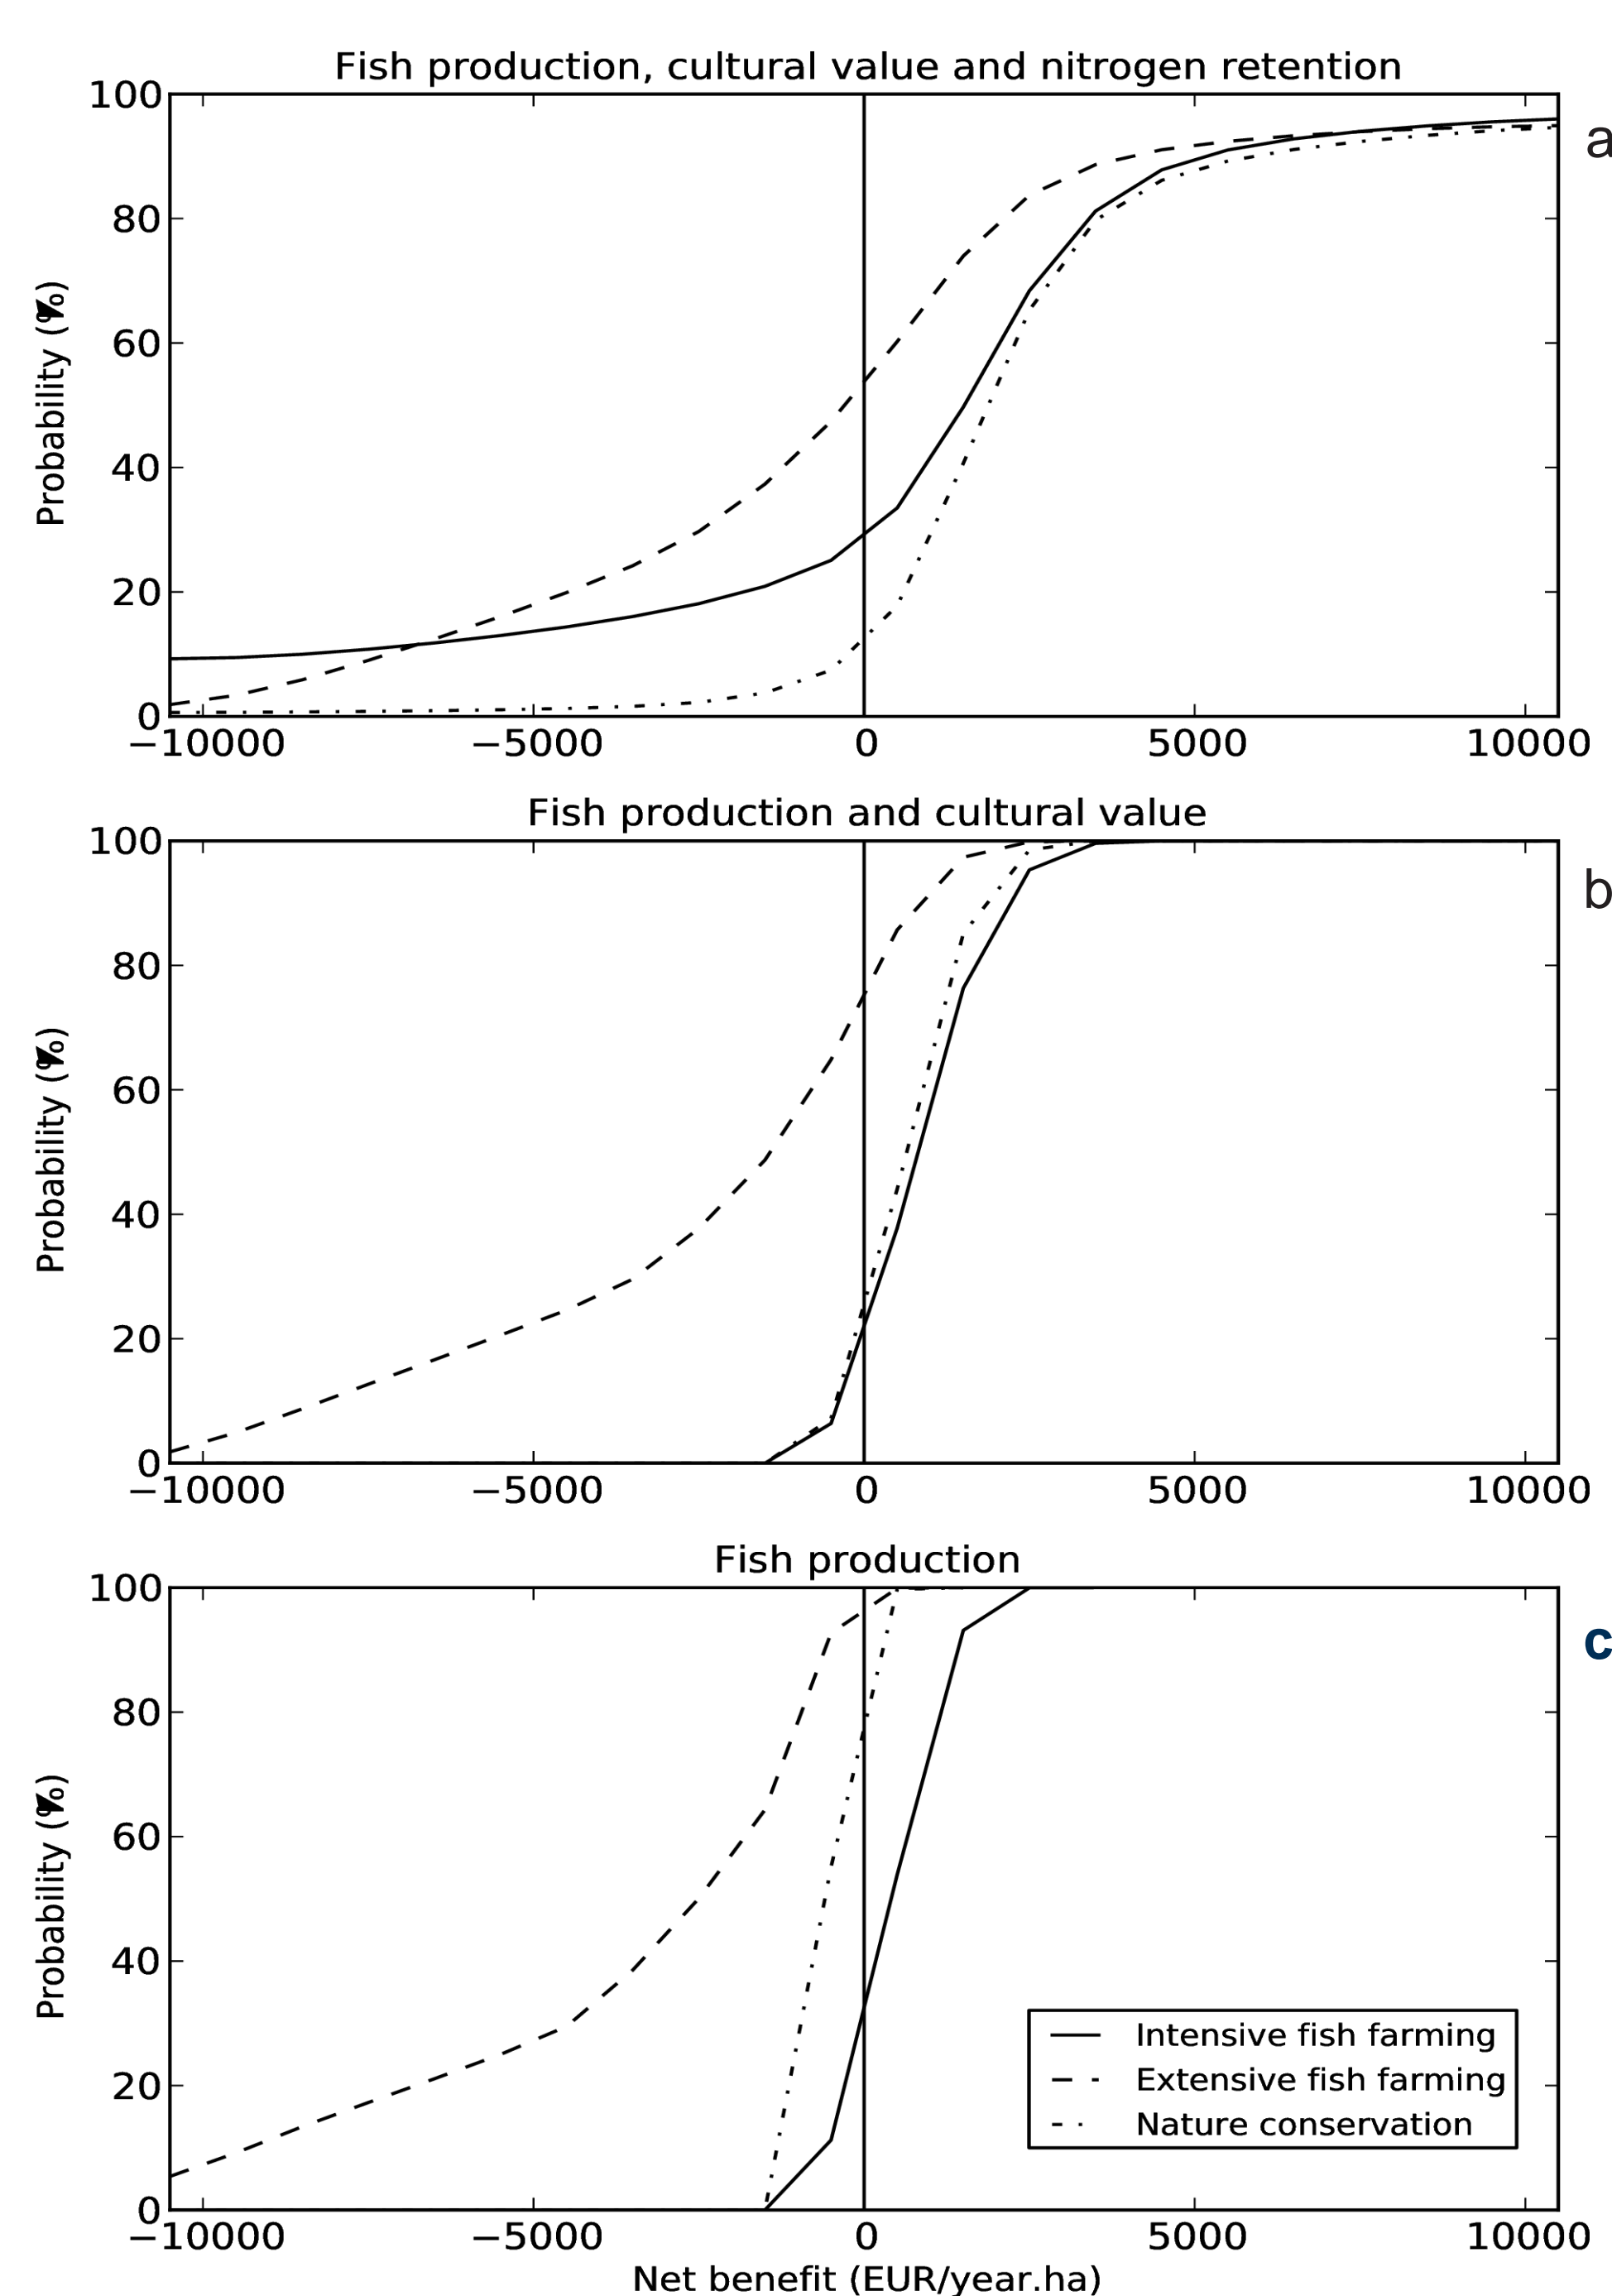 Fish production, cultural value and nitrogen retention
100
80
60
40
20
0
Probability (%)
−10000
−5000
0
5000
10000
a
Fish production and cultural value
100
80
60
40
20
0
Probability (%)
−10000
−5000
0
5000
10000
b
Fish production
100
80
60
40
20
0
Probability (%)
−10000
−5000
0
5000
10000
c
Intensive fish farming
Extensive fish farming
Nature conservation
Net benefit (EUR/year.ha)